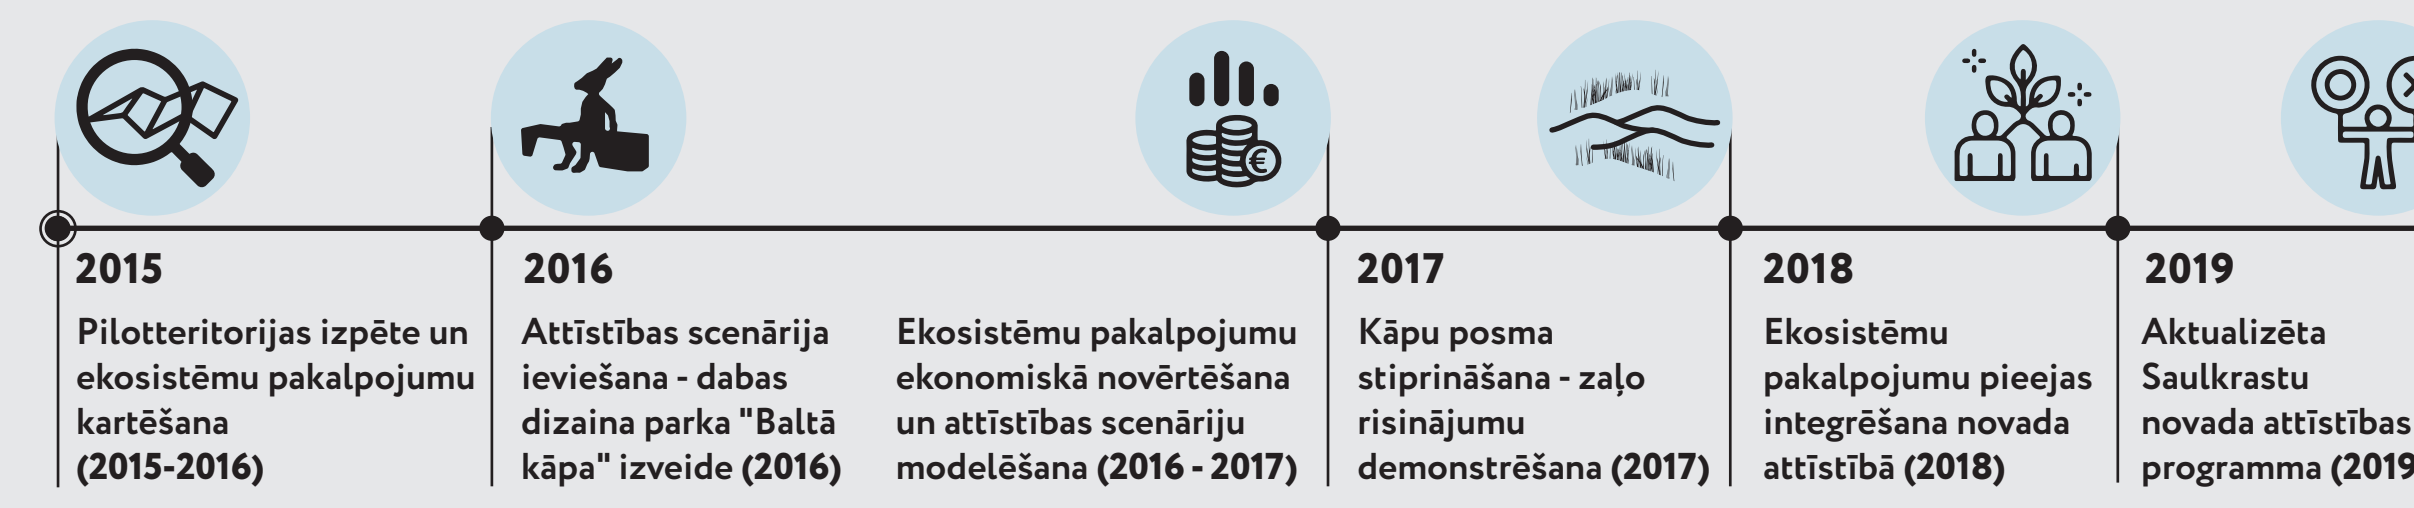 2015
Pilotteritorijas izpēte un
ekosistēmu pakalpojumu
kartēšana
(2015-2016)
2016
Attīstības scenārija
ieviešana - dabas
dizaina parka "Baltā
kāpa" izveide (2016)
Ekosistēmu pakalpojumu
ekonomiskā novērtēšana
un attīstības scenāriju
modelēšana (2016 - 2017)
2017
Kāpu posma
stiprināšana - zaļo
risinājumu
demonstrēšana (2017)
2018
Ekosistēmu
pakalpojumu pieejas
integrēšana novada
attīstībā (2018)
2019
Aktualizēta
Saulkrastu
novada attīstības
programma (2019